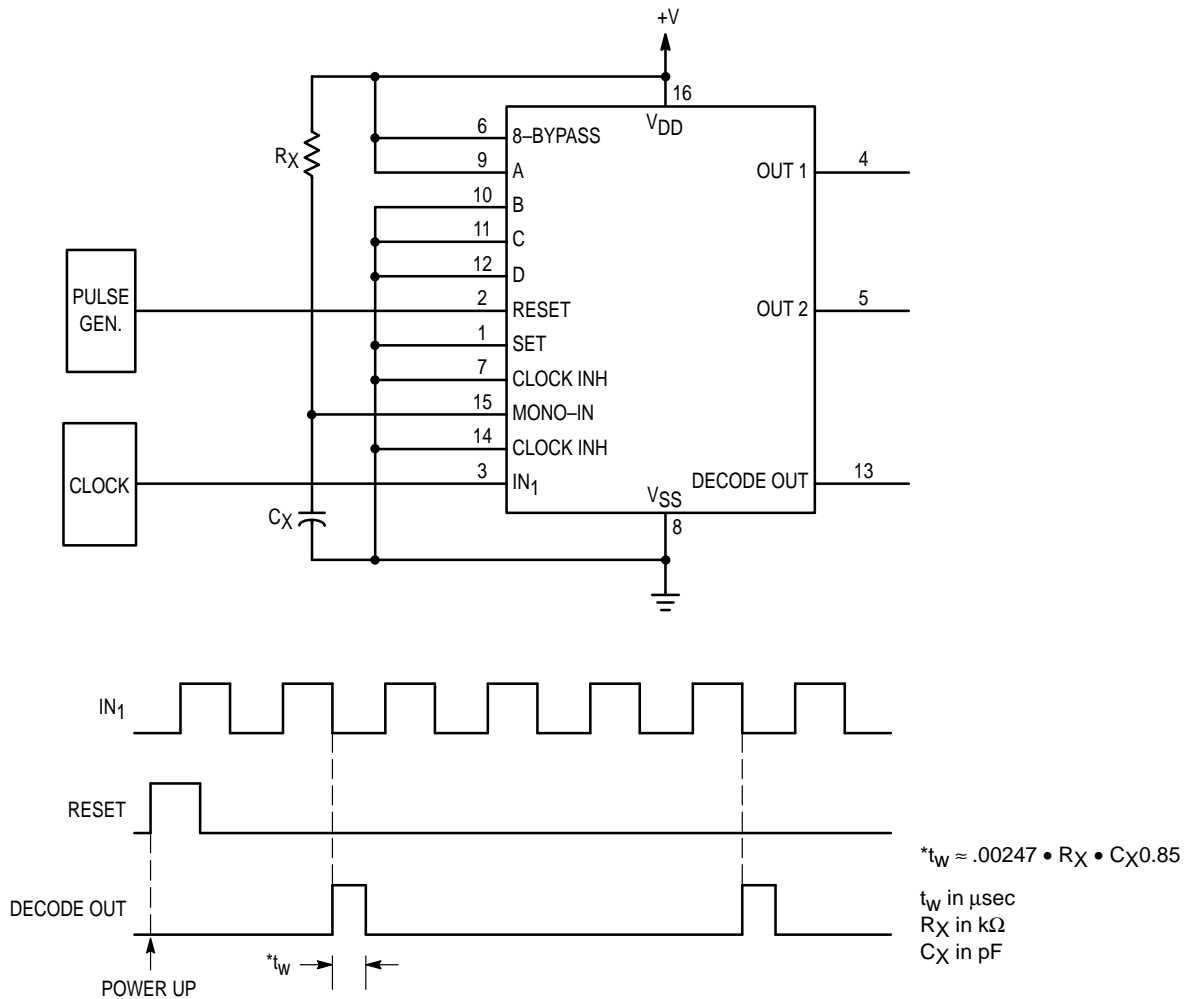 +V
16
VDD
6 8–BYPASS
RX
9 A
OUT 1 4
10 B
11 C
12 D
PULSE
GEN.
2 RESET
OUT 2 5
1 SET
7 CLOCK INH
15 MONO–IN
14 CLOCK INH
CLOCK
3 IN1
DECODE OUT 13
VSS
8
CX
IN1
RESET
DECODE OUT
*tw
POWER UP
*tw ≈ .00247 • RX • CX0.85
tw in μsec
RX in kΩ
CX in pF